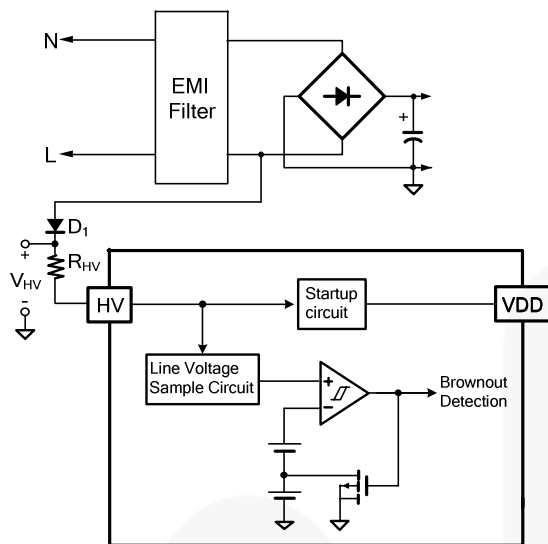 N
EMI
Filter
L
+
D1
+
VHV
-
RHV
HV
Startup
circuit
VDD
Line Voltage
Sample Circuit
+
-
Brownout
Detection